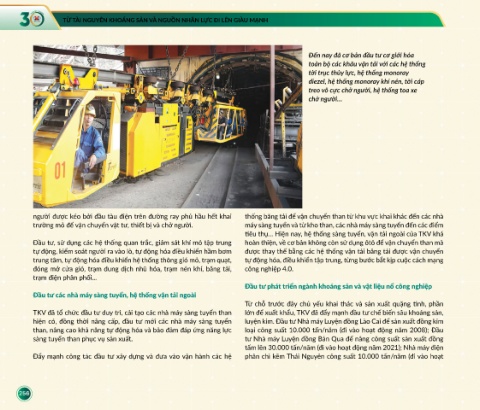 30
TỪ TÀI NGUYÊN KHOÁNG SẢN VÀ NGUỒN NHÂN LỰC ĐI LÊN GIÀU MẠNH
Đến nay đã cơ bản đầu tư cơ giới hóa
toàn bộ các khâu vận tải với các hệ thống
tời trục thủy lực, hệ thống monoray
diezel, hệ thống monoray khí nén, tời cáp
treo vô cực chở người, hệ thống toa xe
chở người...
01
người được kéo bởi đầu tàu điện trên đường ray phủ hầu hết khai
trường mỏ để vận chuyển vật tư, thiết bị và chở người.
Đầu tư, sử dụng các hệ thống quan trắc, giám sát khí mỏ tập trung
tự động, kiểm soát người ra vào lò, tự động hóa điều khiển hầm bơm
trung tâm, tự động hóa điều khiển hệ thống thông gió mỏ, trạm quạt,
đóng mở cửa gió, trạm dung dịch nhũ hóa, trạm nén khí, băng tải,
trạm điện phân phối...
Đầu tư các nhà máy sàng tuyển, hệ thống vận tải ngoài
TKV đã tổ chức đầu tư duy trì, cải tạo các nhà máy sàng tuyển than
hiện có, đồng thời nâng cấp, đầu tư mới các nhà máy sàng tuyển
than, nâng cao khả năng tự động hóa và bảo đảm đáp ứng năng lực
sàng tuyển than phục vụ sản xuất.
Đẩy mạnh công tác đầu tư xây dựng và đưa vào vận hành các hệ
thống băng tải để vận chuyển than từ khu vực khai khác đến các nhà
máy sàng tuyển và từ kho than, các nhà máy sàng tuyển đến các điểm
tiêu thụ... Hiện nay, hệ thống sàng tuyển, vận tải ngoài của TKV khá
hoàn thiện, về cơ bản không còn sử dụng ôtô để vận chuyển than mà
được thay thế bằng các hệ thống vận tải băng tải được vận chuyển
tự động hóa, điều khiển tập trung, từng bước bắt kịp cuộc cách mạng
công nghiệp 4.0.
Đầu tư phát triển ngành khoáng sản và vật liệu nổ công nghiệp
Từ chỗ trước đây chủ yếu khai thác và sản xuất quặng tinh, phần
lớn để xuất khẩu, TKV đã đẩy mạnh đầu tư chế biến sâu khoáng sản,
luyện kim. Đầu tư Nhà máy Luyện đồng Lào Cai để sản xuất đồng kim
loại công suất 10.000 tấn/năm (đi vào hoạt động năm 2008); Đầu
tư Nhà máy Luyện đồng Bản Qua để nâng công suất sản xuất đồng
tấm lên 30.000 tấn/năm (đi vào hoạt động năm 2021); Nhà máy điện
phân chì kẽm Thái Nguyên công suất 10.000 tấn/năm (đi vào hoạt
254